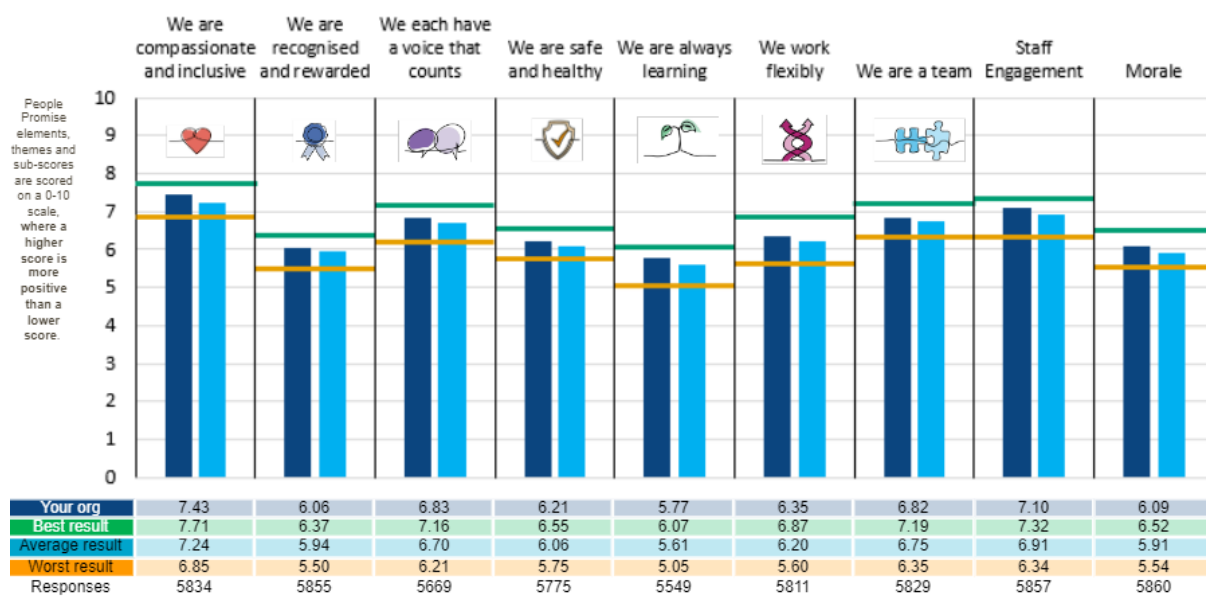 We are
compassionate
and inclusive
We are
recognised
and rewarded
We each have
a voice that
counts
We are safe
and healthy
We are always
learning
We work
flexibly
We are a team
Staff
Engagement
Morale
People
Promise
elements,
themes and
sub-scores
are scored
on a 0-10
scale,
where a
higher
score is
more
positive
than a
lower
score.
10
9
8
7
6
5
4
3
2
1
0
Your org 7.43 6.06 6.83 6.21 5.77 6.35 6.82 7.10 6.09
Best result 7.71 6.37 7.16 6.55 6.07 6.87 7.19 7.32 6.52
Average result 7.24 5.94 6.70 6.06 5.61 6.20 6.75 6.91 5.91
Worst result 6.85 5.50 6.21 5.75 5.05 5.60 6.35 6.34 5.54
Responses 5834 5855 5669 5775 5549 5811 5829 5857 5860